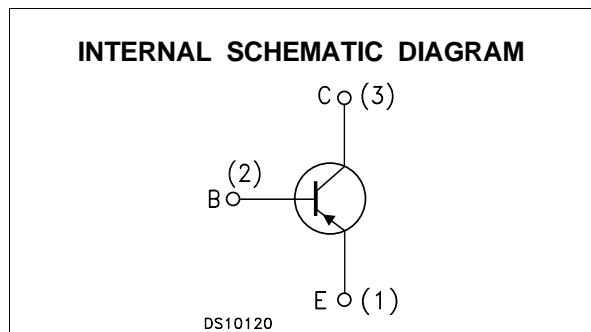 INTERNAL SCHEMATIC DIAGRAM
C (3)
(2)
B
E (1)
DS10120